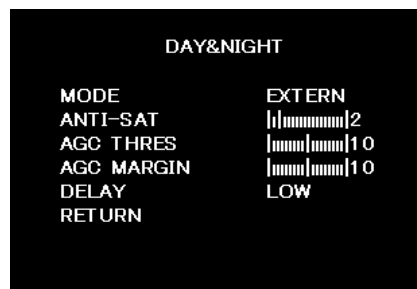 DAY&NIGHT
MODE EXTERN
ANTI-SAT 2
AGC THRES 10
AGC MARGIN 10
DELAY LOW
RETURN